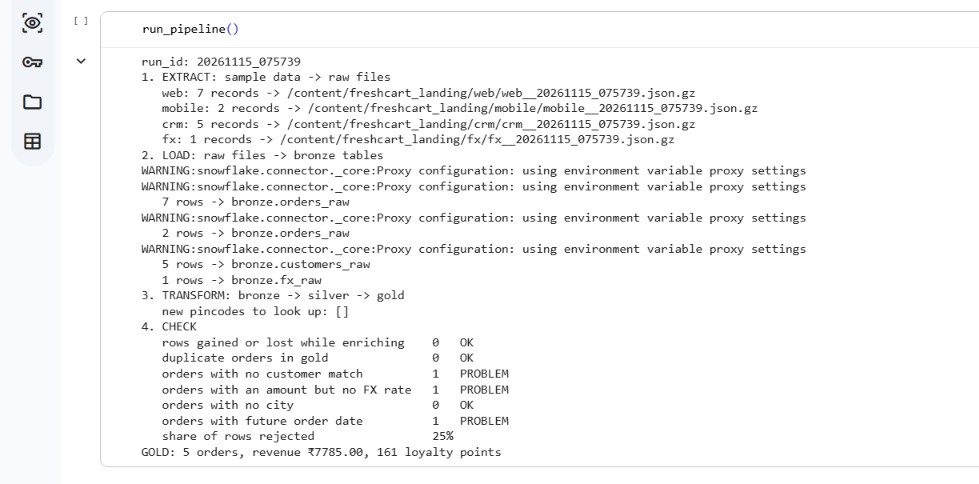 [ ]
run_pipeline()
run_id: 20261115_075739
1. EXTRACT: sample data -> raw files
web: 7 records -> /content/freshcart_landing/web/web__20261115_075739.json.gz
mobile: 2 records -> /content/freshcart_landing/mobile/mobile__20261115_075739.json.gz
crm: 5 records -> /content/freshcart_landing/crm/crm__20261115_075739.json.gz
fx: 1 records -> /content/freshcart_landing/fx/fx__20261115_075739.json.gz
2. LOAD: raw files -> bronze tables
WARNING:snowflake.connector._core:Proxy configuration: using environment variable proxy settings
WARNING:snowflake.connector._core:Proxy configuration: using environment variable proxy settings
7 rows -> bronze.orders_raw
WARNING:snowflake.connector._core:Proxy configuration: using environment variable proxy settings
2 rows -> bronze.orders_raw
WARNING:snowflake.connector._core:Proxy configuration: using environment variable proxy settings
5 rows -> bronze.customers_raw
1 rows -> bronze.fx_raw
3. TRANSFORM: bronze -> silver -> gold
new pincodes to look up: []
4. CHECK
rows gained or lost while enriching 0 OK
duplicate orders in gold 0 OK
orders with no customer match 1 PROBLEM
orders with an amount but no FX rate 1 PROBLEM
orders with no city 0 OK
orders with future order date 1 PROBLEM
share of rows rejected 25%
GOLD: 5 orders, revenue ₹7785.00, 161 loyalty points